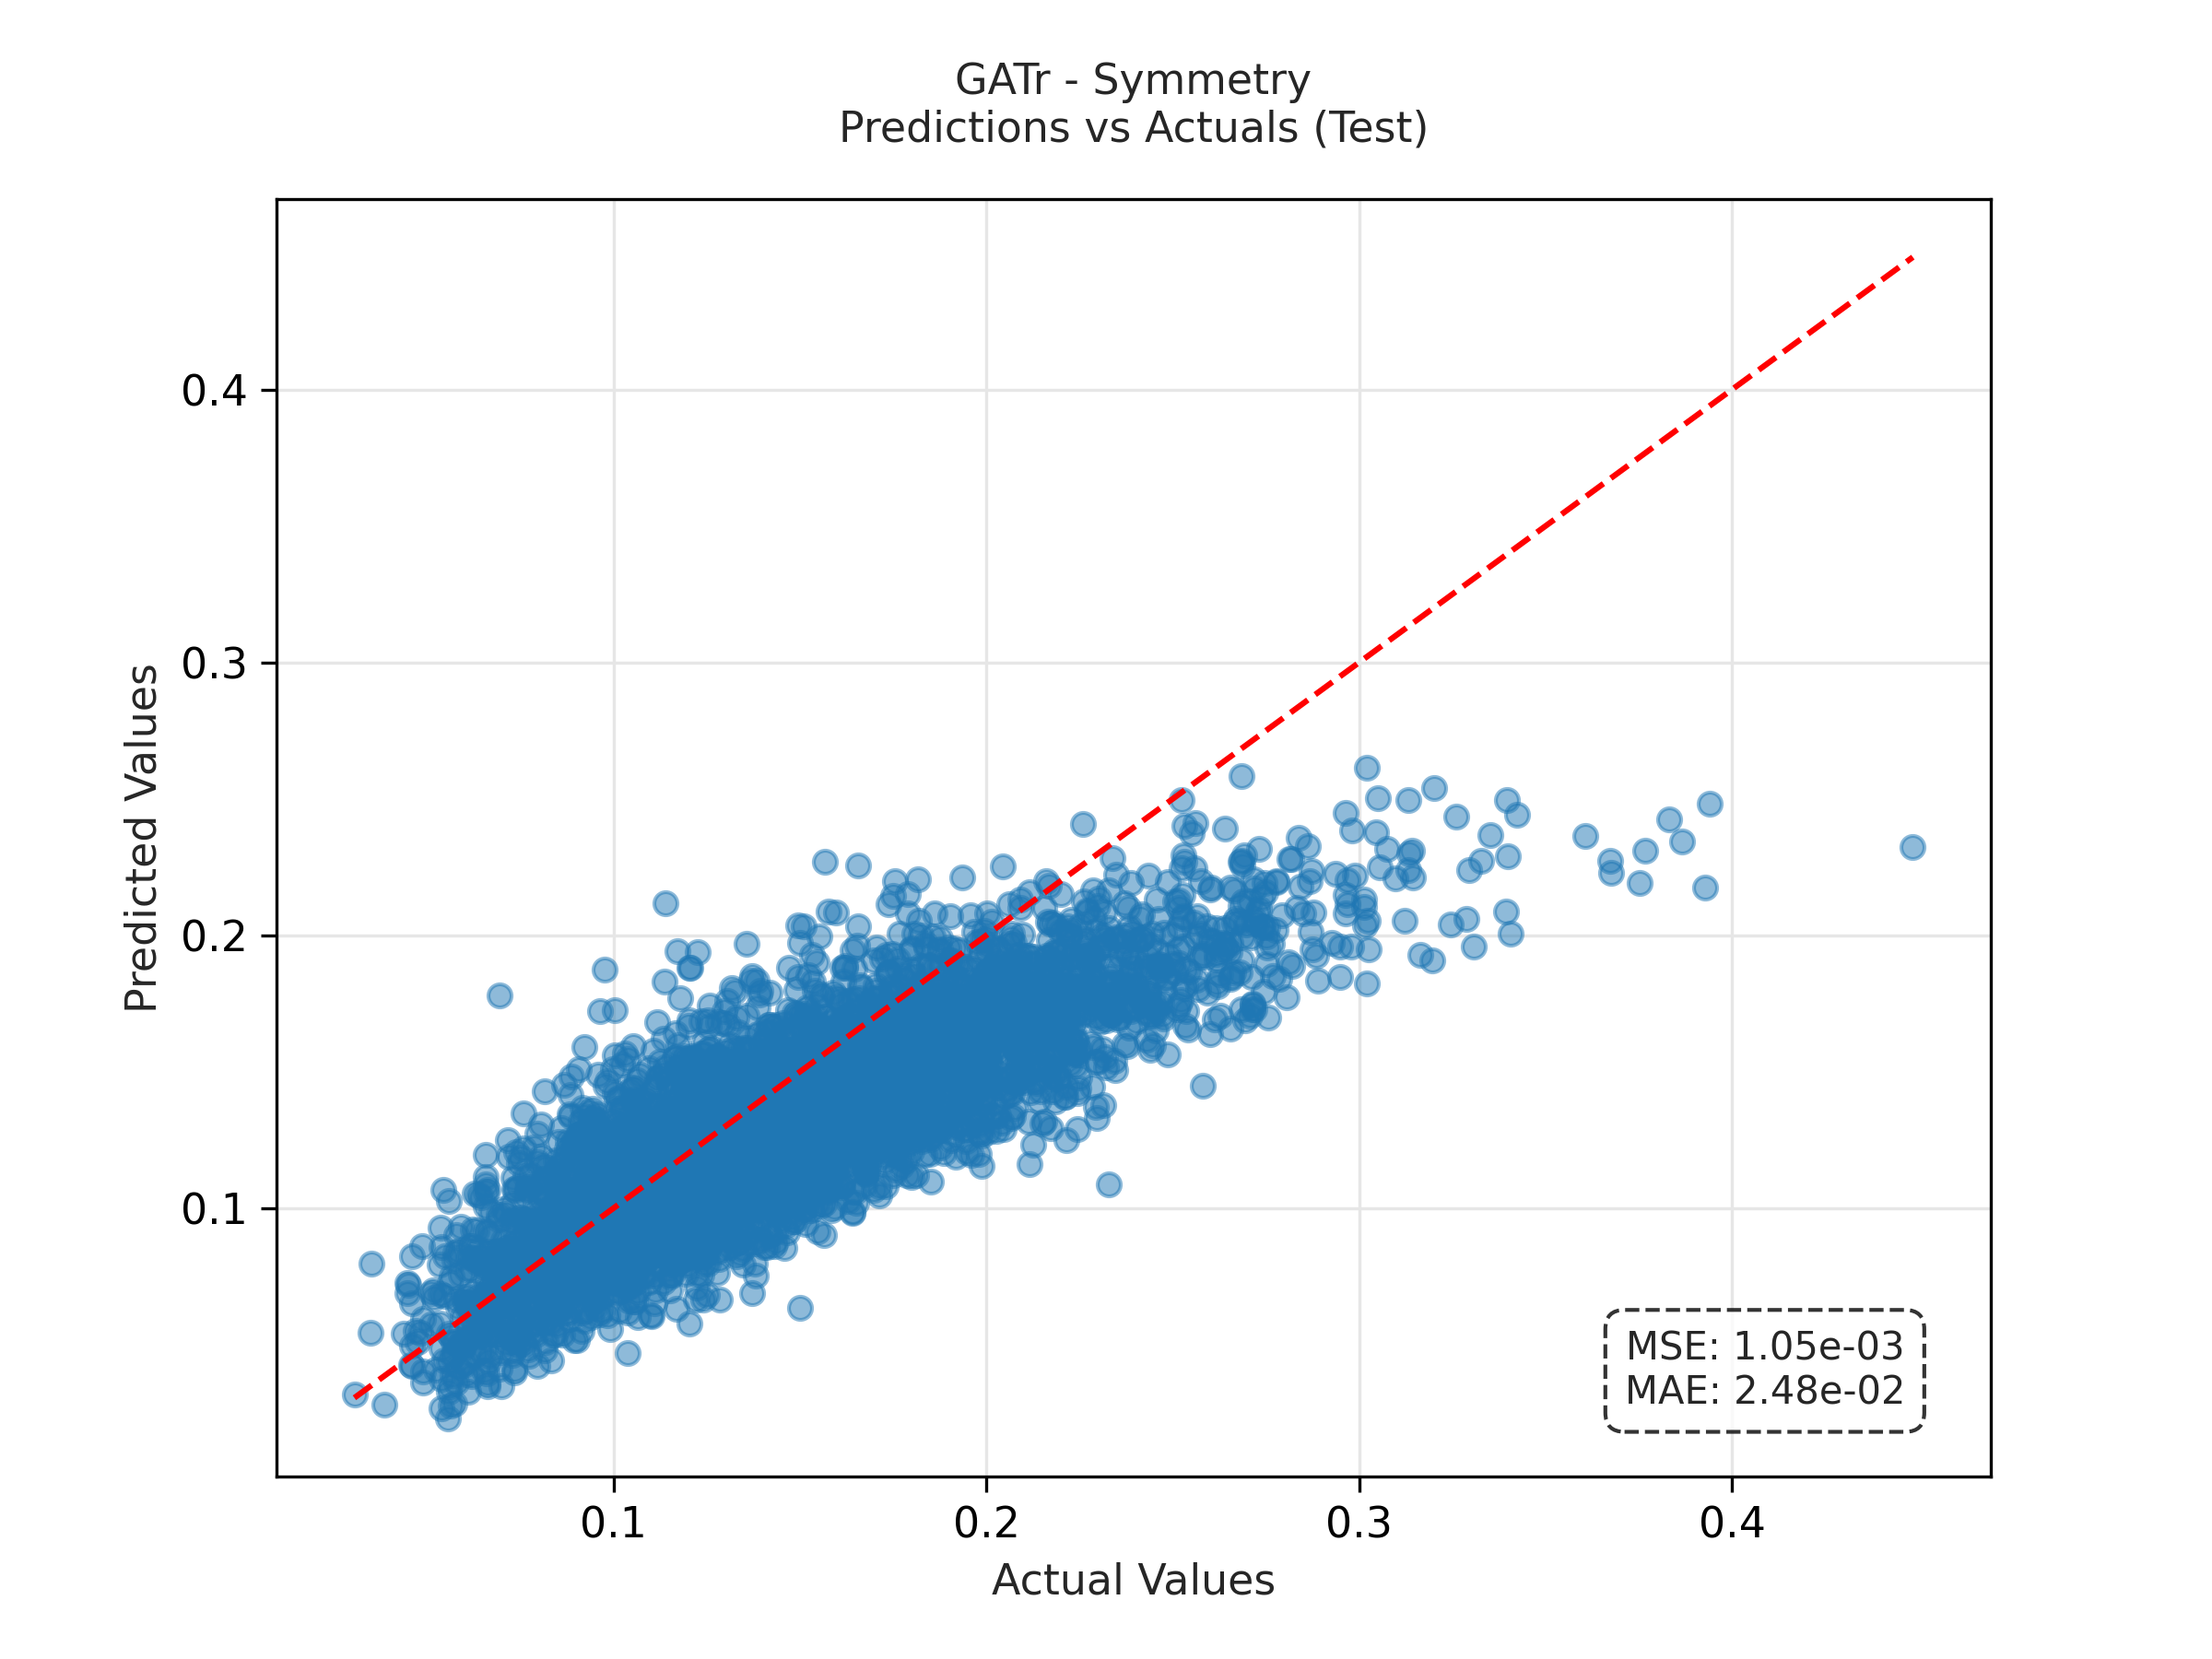 GATr - Symmetry
Predictions vs Actuals (Test)
Predicted Values
0.4
0.3
0.2
0.1
MSE: 1.05e-03
MAE: 2.48e-02
0.1 0.2 0.3 0.4
Actual Values